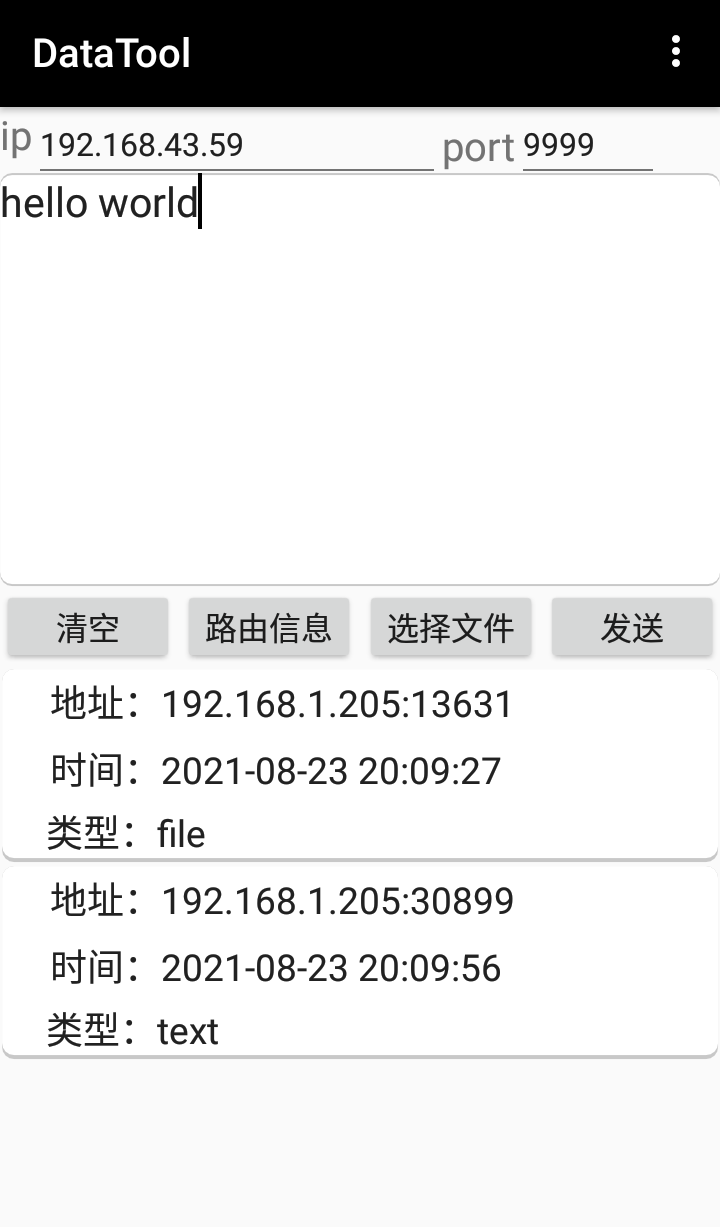 DataTool
ip 192.168.43.59 port 9999
hello world
清空 路由信息 选择文件 发送
地址：192.168.1.205:13631
时间：2021-08-23 20:09:27
类型：file
地址：192.168.1.205:30899
时间：2021-08-23 20:09:56
类型：text